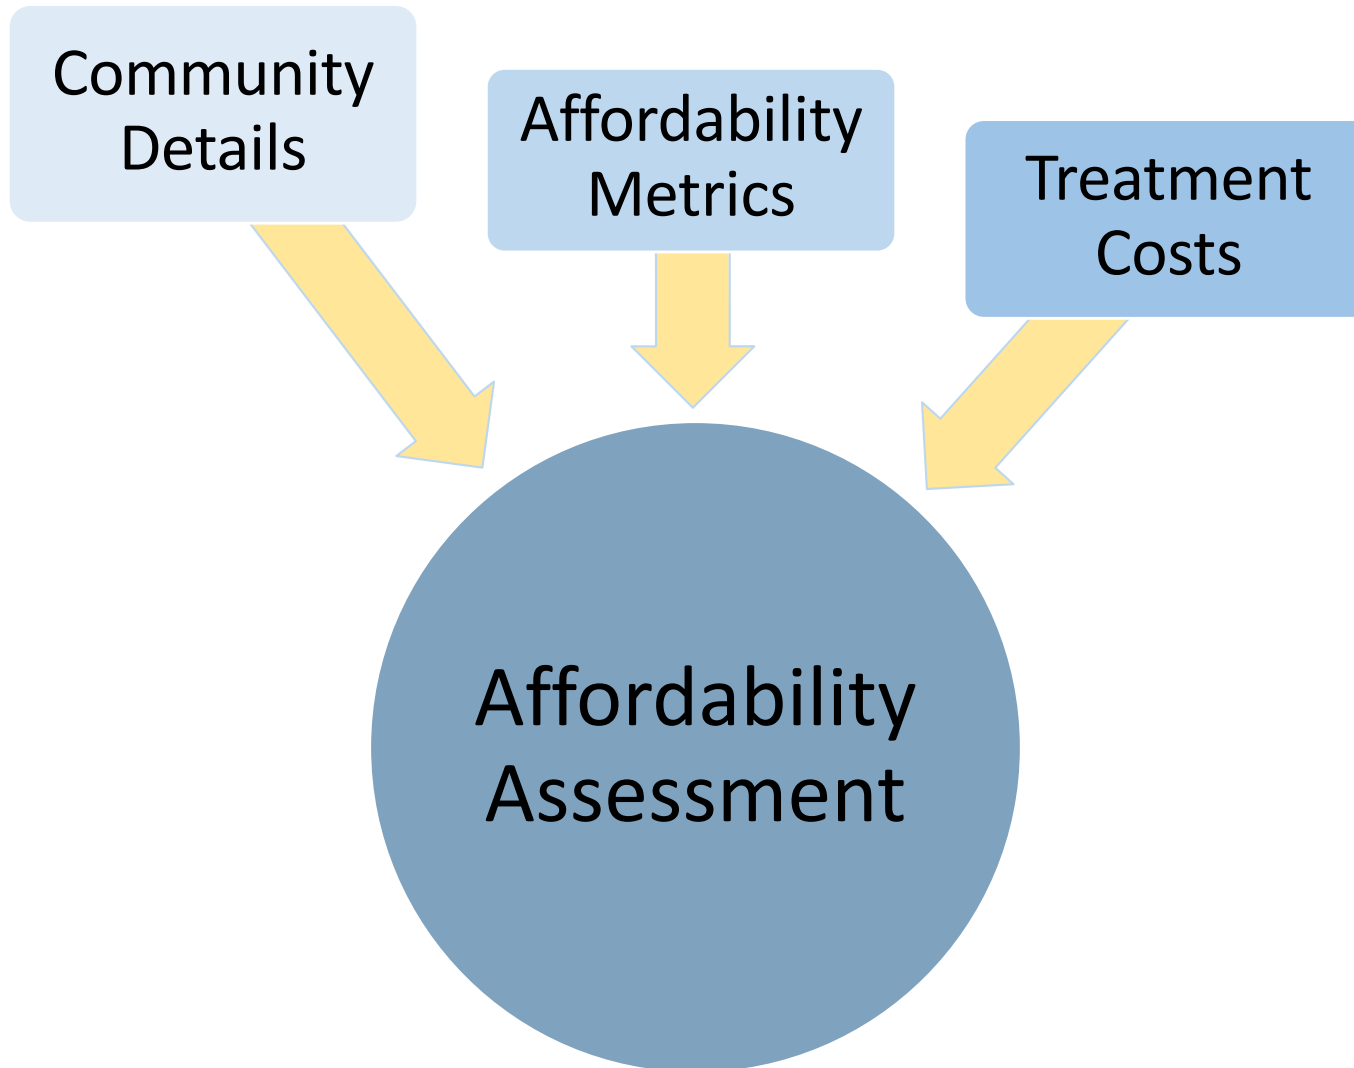 Community
Details
Affordability
Metrics
Treatment
Costs
Affordability
Assessment